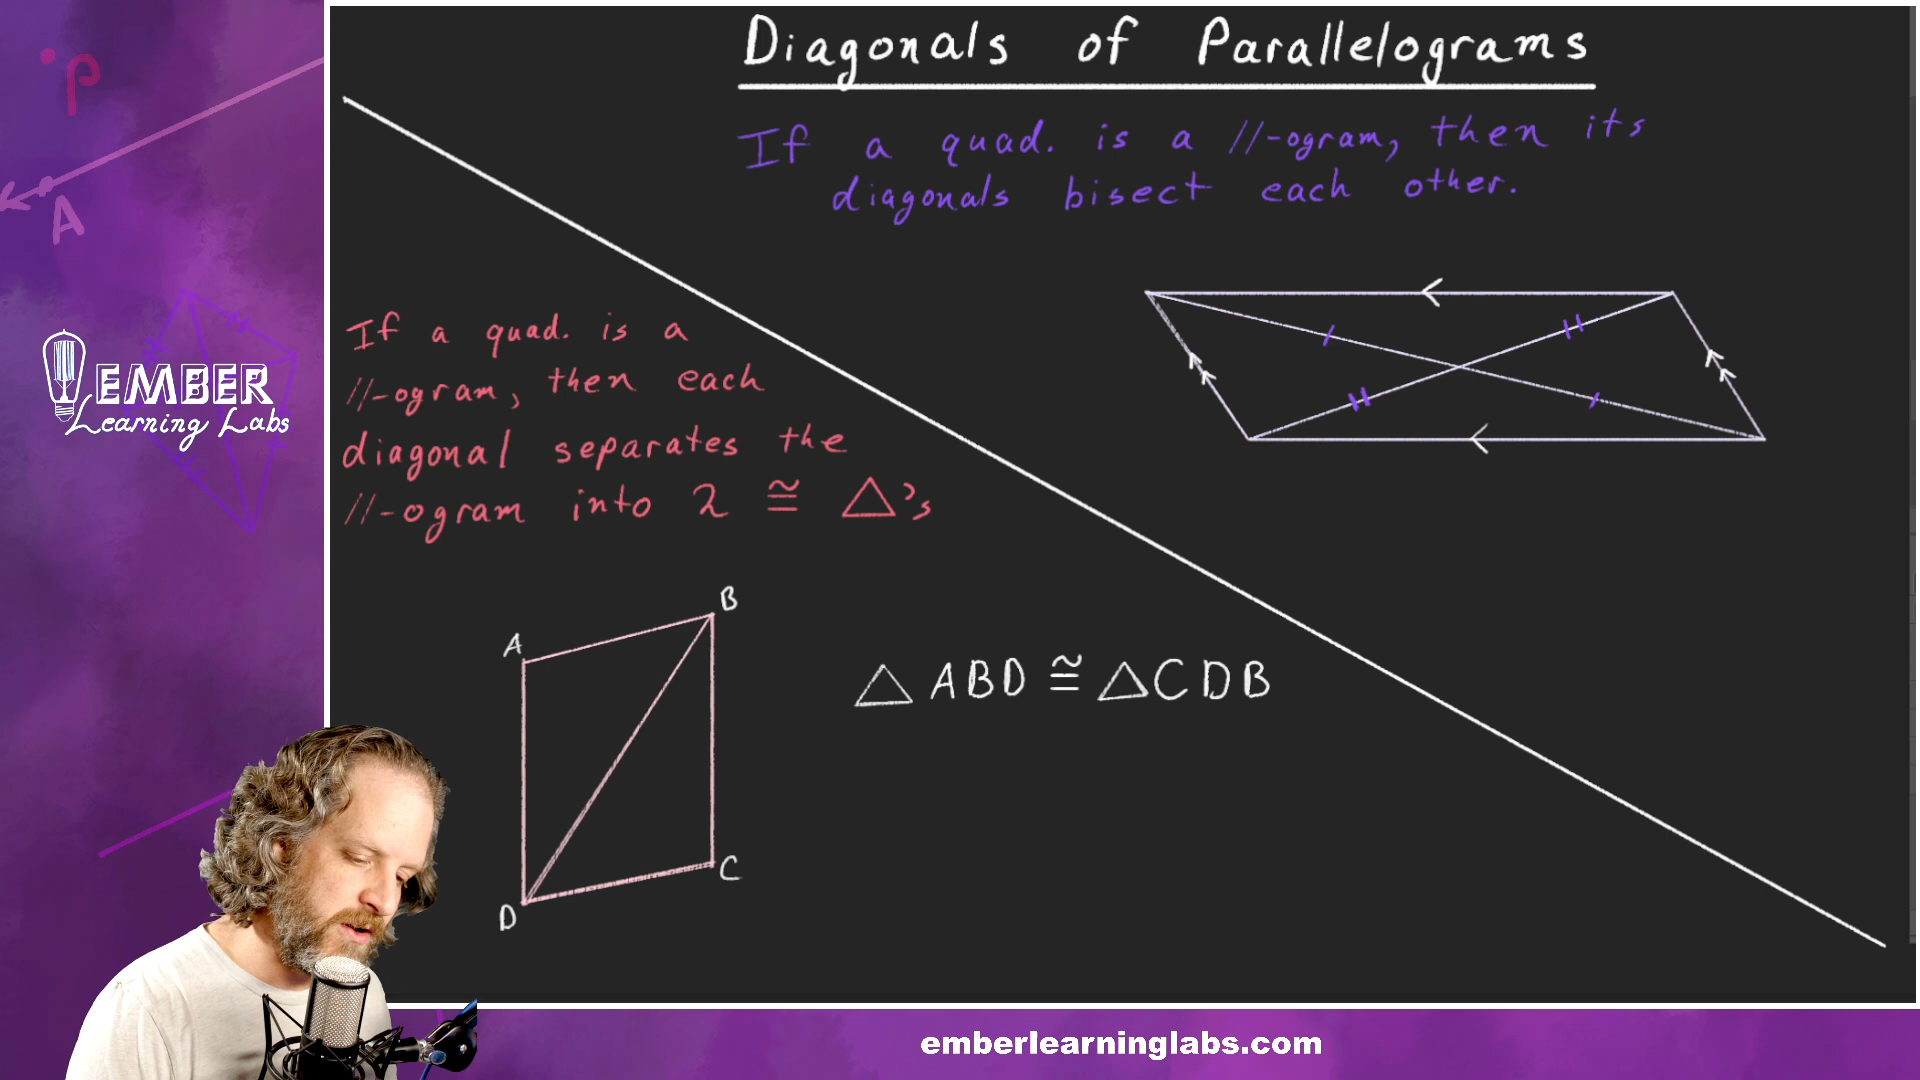 P
A
EMBER
Learning Labs
Diagonals of Parallelograms
If a quad. is a //-ogram, then its
diagonals bisect each other.
If a quad. is a
//-ogram, then each
diagonal separates the
//-ogram into 2 ≅ △'s
A
B
C
D
△ABD ≅ △CDB
emberlearninglabs.com